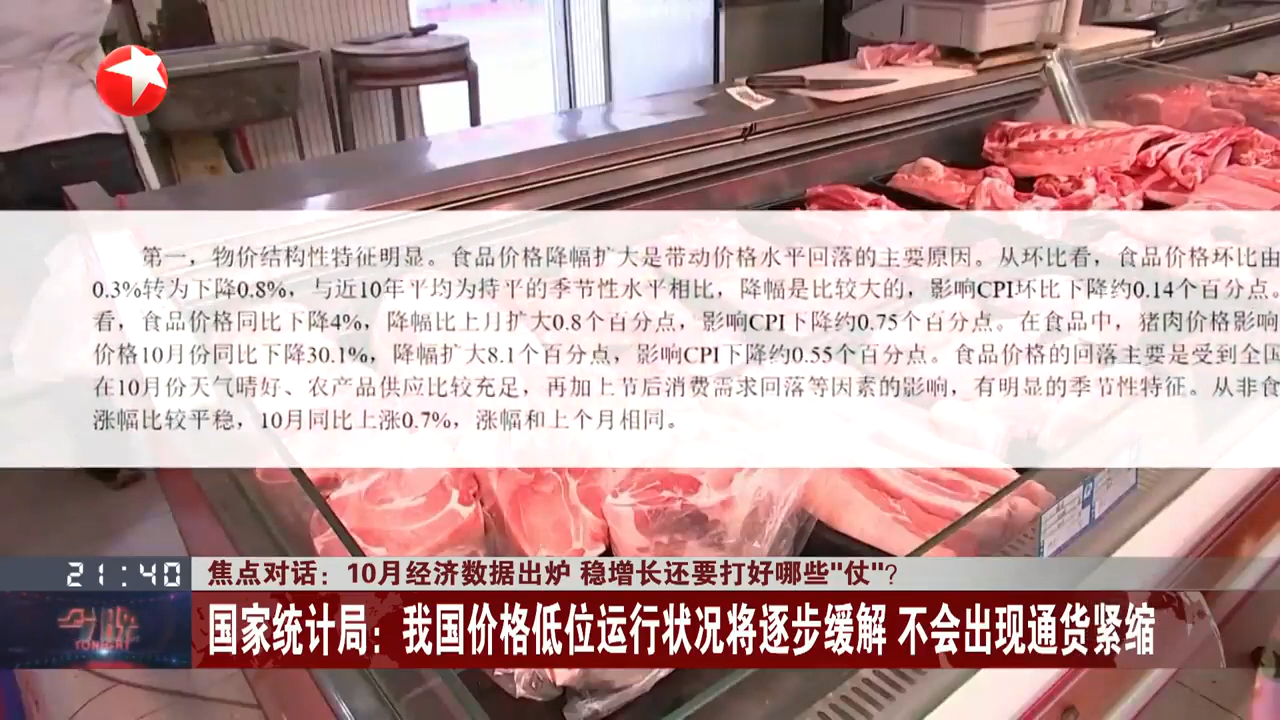 第一，物价结构性特征明显。食品价格降幅扩大是带动价格水平回落的主要原因。从环比看，食品价格环比由
0.3%转为下降0.8%，与近10年平均为持平的季节性水平相比，降幅是比较大的，影响CPI环比下降约0.14个百分点。
看，食品价格同比下降4%，降幅比上月扩大0.8个百分点，影响CPI下降约0.75个百分点。在食品中，猪肉价格影响
价格10月份同比下降30.1%，降幅扩大8.1个百分点，影响CPI下降约0.55个百分点。食品价格的回落主要是受到全国
在10月份天气晴好、农产品供应比较充足，再加上节后消费需求回落等因素的影响，有明显的季节性特征。从非食
涨幅比较平稳，10月同比上涨0.7%，涨幅和上个月相同。
21:40
焦点对话：10月经济数据出炉 稳增长还要打好哪些"仗"？
今晚
TONIGHT
国家统计局：我国价格低位运行状况将逐步缓解 不会出现通货紧缩